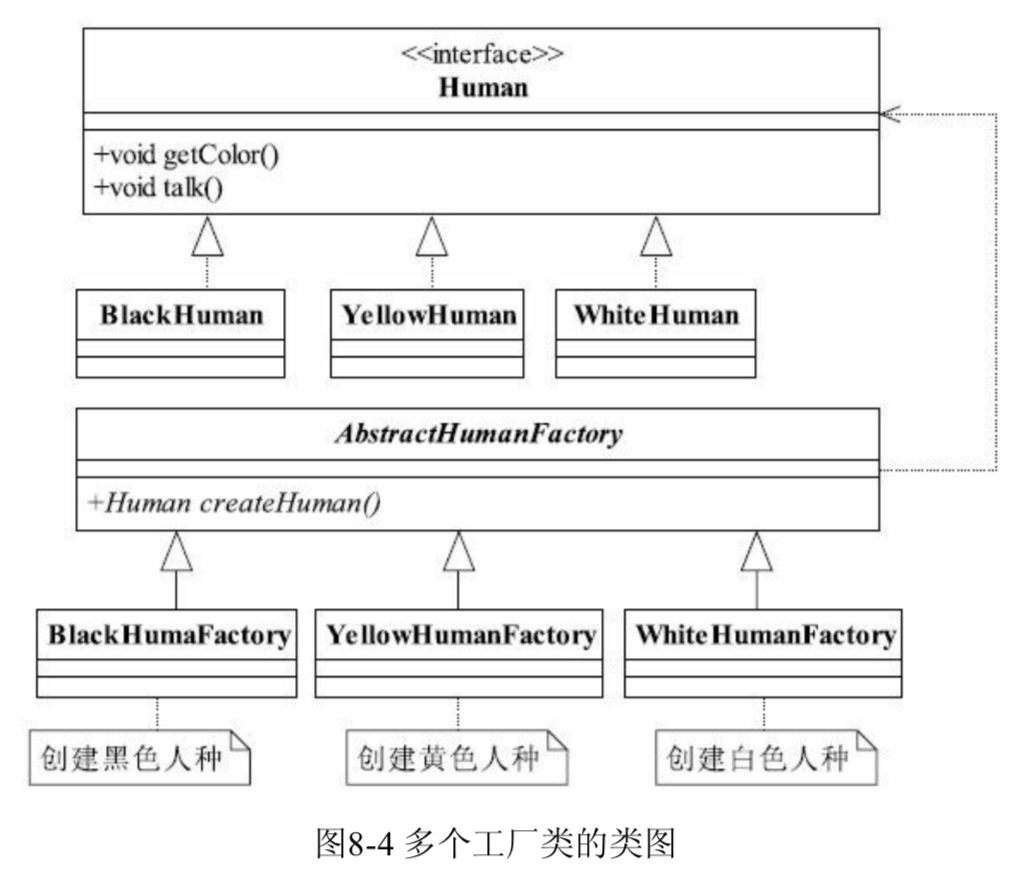 <<interface>>
Human
+void getColor()
+void talk()
BlackHuman YellowHuman WhiteHuman
AbstractHumanFactory
+Human createHuman()
BlackHumaFactory YellowHumanFactory WhiteHumanFactory
创建黑色人种 创建黄色人种 创建白色人种
图8-4 多个工厂类的类图